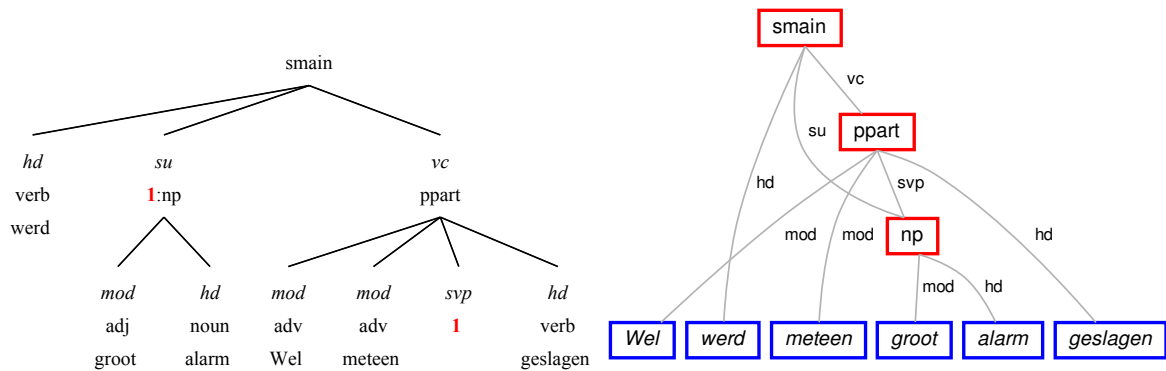 smain
hd su vc
verb 1:np ppart
werd
mod hd mod mod svp hd
adj noun adv adv 1 verb
groot alarm Wel meteen geslagen
smain
vc
ppart
su
hd svp
mod mod np hd
mod hd
Wel werd meteen groot alarm geslagen